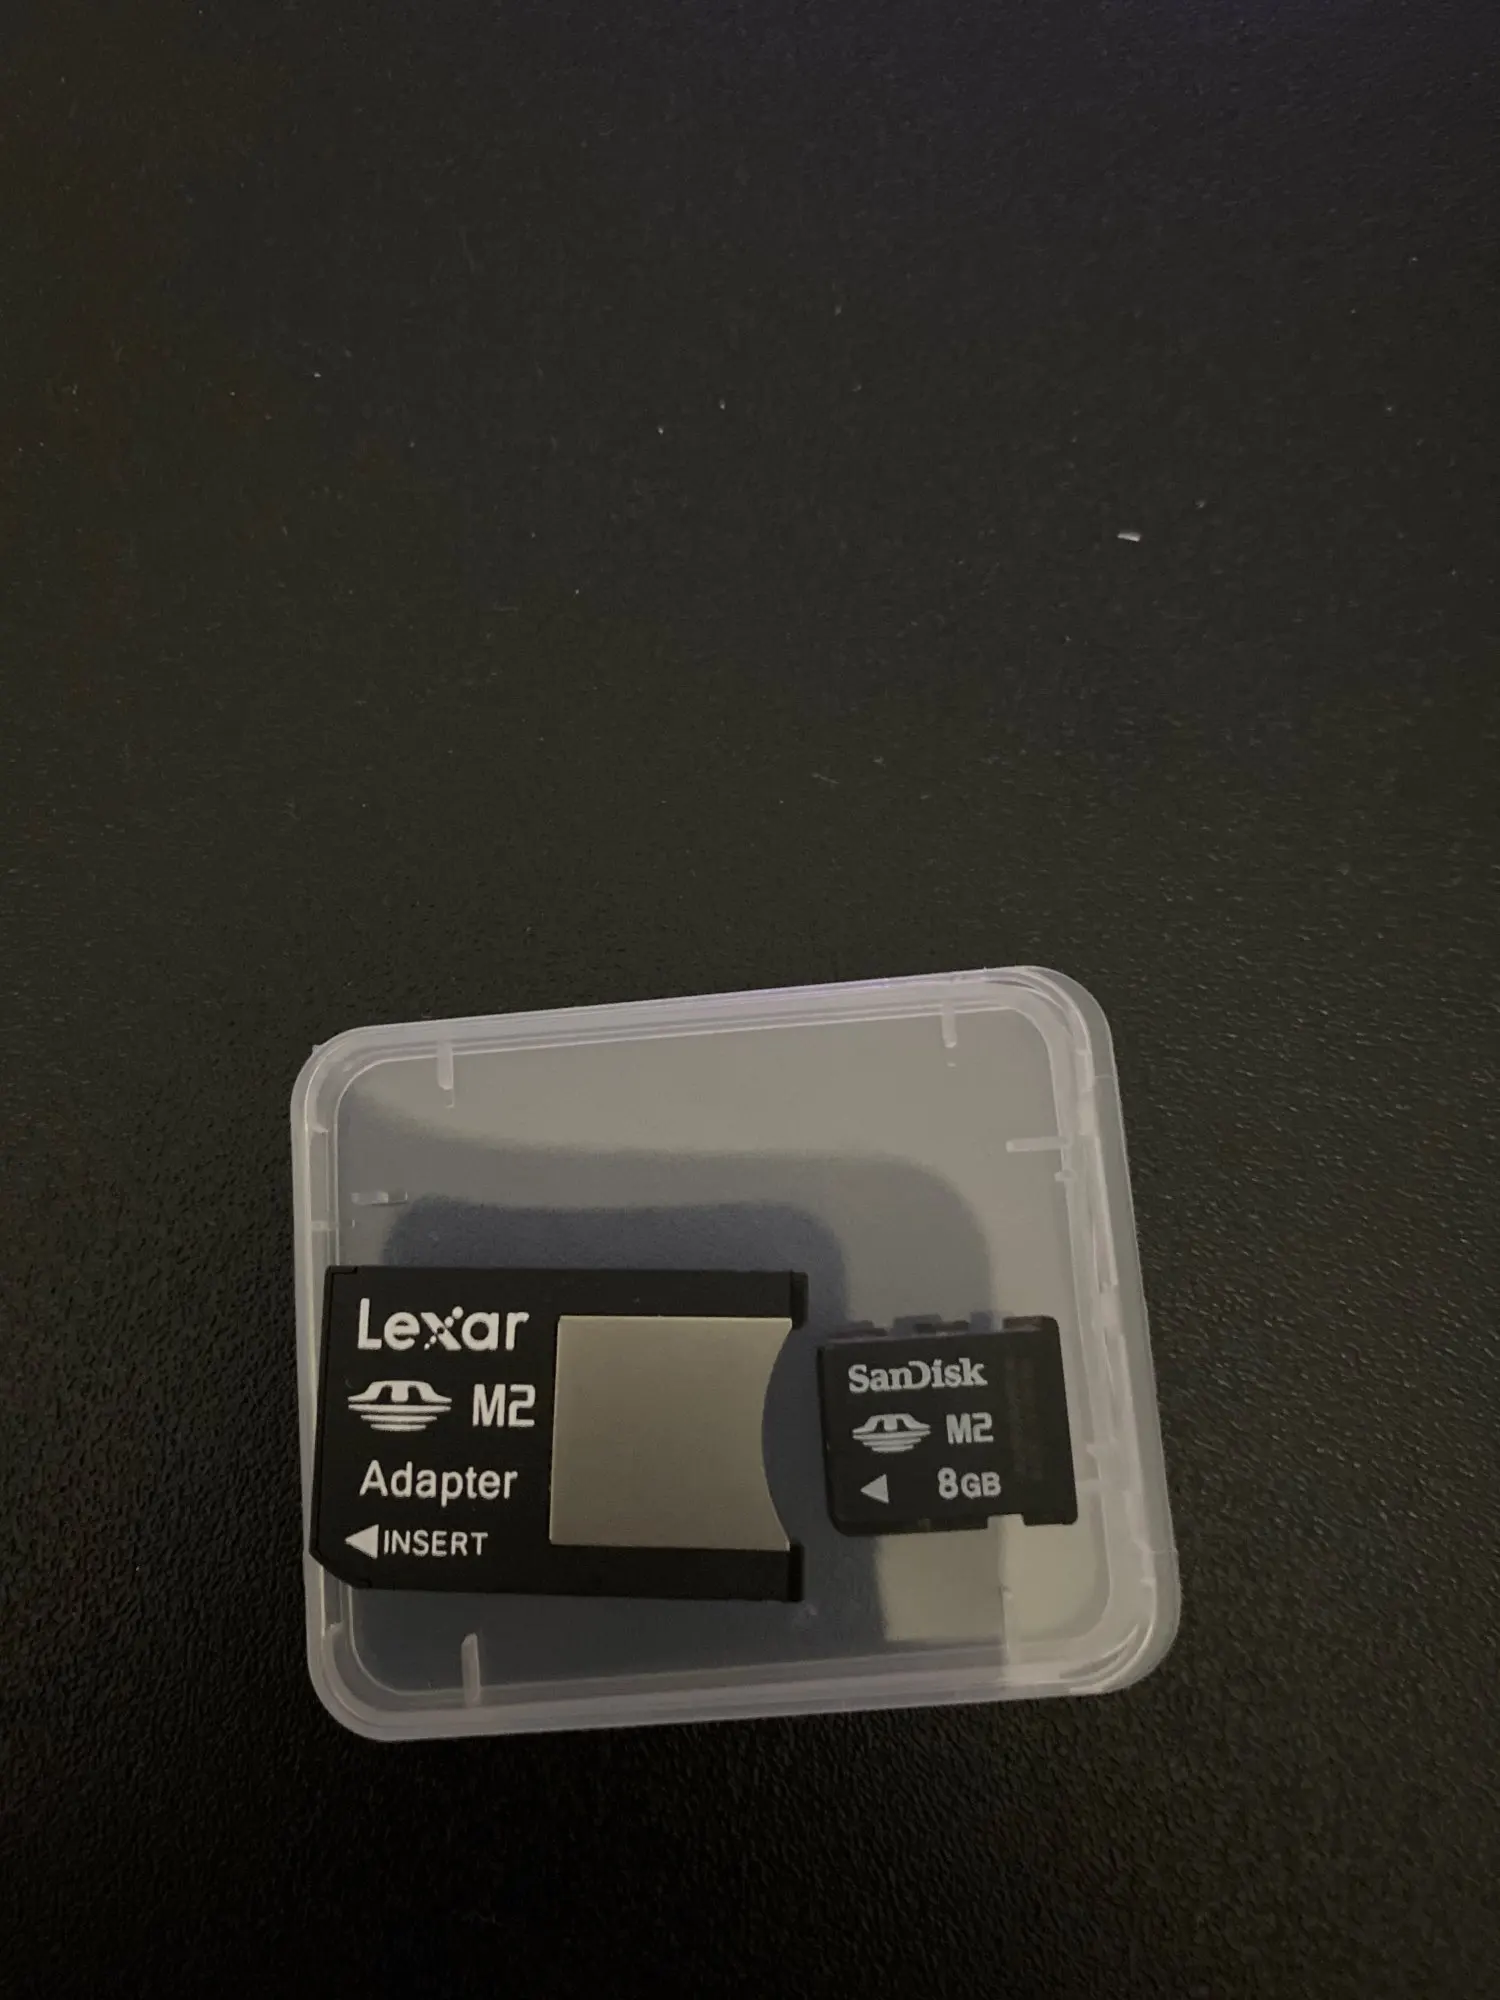 Lexar
M2
Adapter
INSERT
SanDisk
M2
8GB